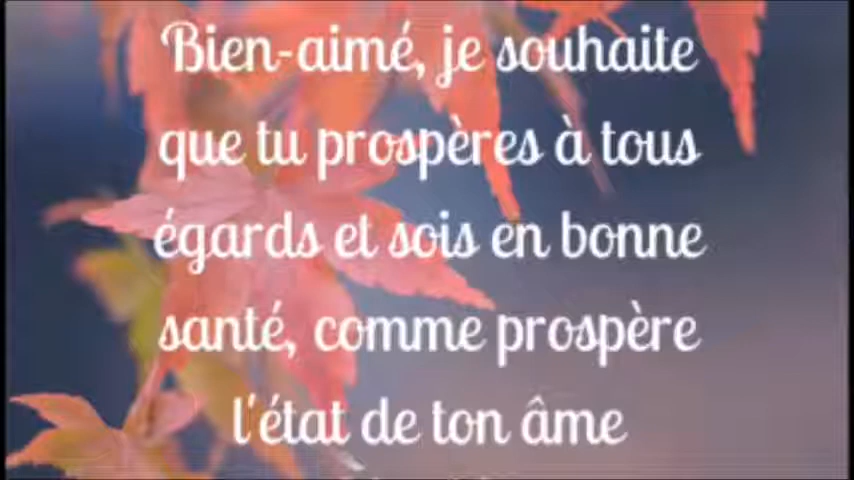 Bien-aimé, je souhaite
que tu prospères à tous
égards et sois en bonne
santé, comme prospère
l'état de ton âme